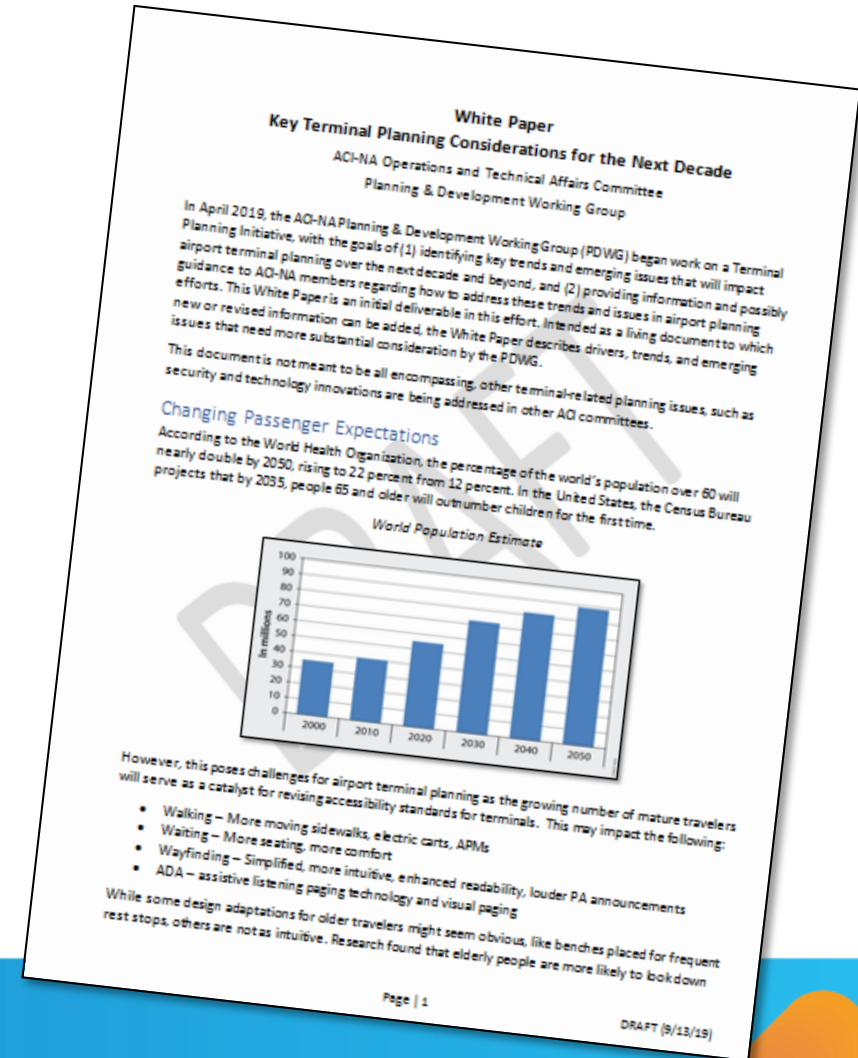 White Paper
Key Terminal Planning Considerations for the Next Decade
ACI-NA Operations and Technical Affairs Committee
Planning & Development Working Group
In April 2019, the ACI-NA Planning & Development Working Group (PDWG) began work on a Terminal
Planning Initiative, with the goals of (1) identifying key trends and emerging issues that will impact
airport terminal planning over the next decade and beyond, and (2) providing information and possibly
guidance to ACI-NA members regarding how to address these trends and issues in airport planning
efforts. This White Paper is an initial deliverable in this effort. Intended as a living document to which
new or revised information can be added, the White Paper describes drivers, trends, and emerging
issues that need more substantial consideration by the PDWG.
This document is not meant to be all encompassing, other terminal-related planning issues, such as
security and technology innovations are being addressed in other ACI committees.
Changing Passenger Expectations
According to the World Health Organization, the percentage of the world's population over 60 will
nearly double by 2050, rising to 22 percent from 12 percent. In the United States, the Census Bureau
projects that by 2035, people 65 and older will outnumber children for the first time.
World Population Estimate
In millions
100
90
80
70
60
50
40
30
20
10
0
2000 2010 2020 2030 2040 2050
However, this poses challenges for airport terminal planning as the growing number of mature travelers
will serve as a catalyst for revising accessibility standards for terminals. This may impact the following:
• Walking – More moving sidewalks, electric carts, APMs
• Waiting – More seating, more comfort
• Wayfinding – Simplified, more intuitive, enhanced readability, louder PA announcements
• ADA – assistive listening paging technology and visual paging
While some design adaptations for older travelers might seem obvious, like benches placed for frequent
rest stops, others are not as intuitive. Research found that elderly people are more likely to look down
Page | 1
DRAFT (9/13/19)
DRAFT